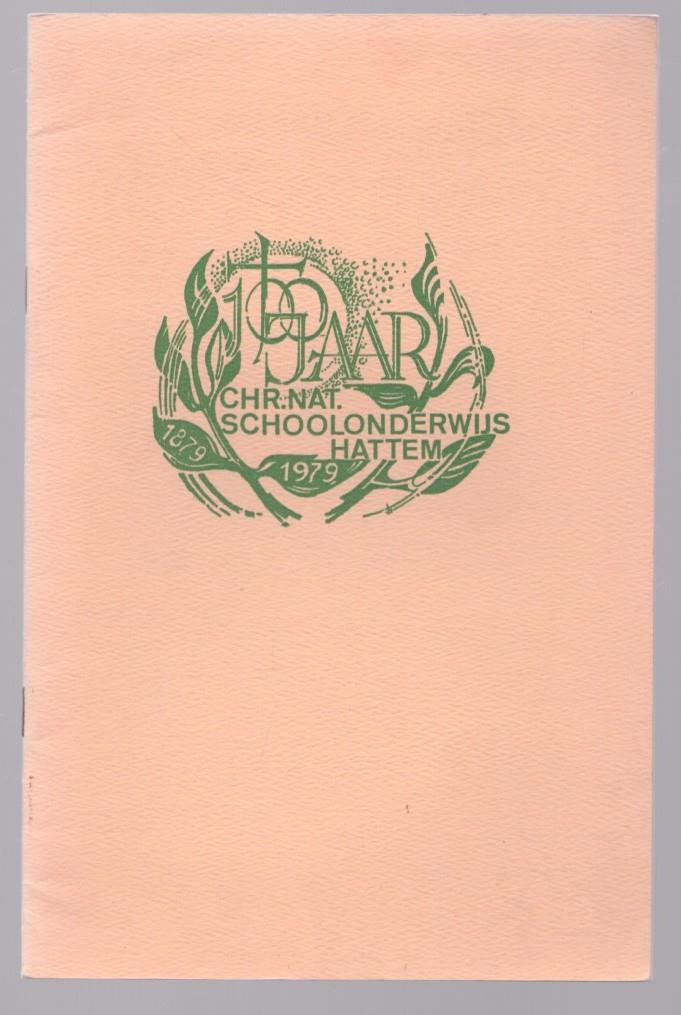 100
JAAR
CHR.NAT.
SCHOOLONDERWIJS
HATTEM
1879
1979